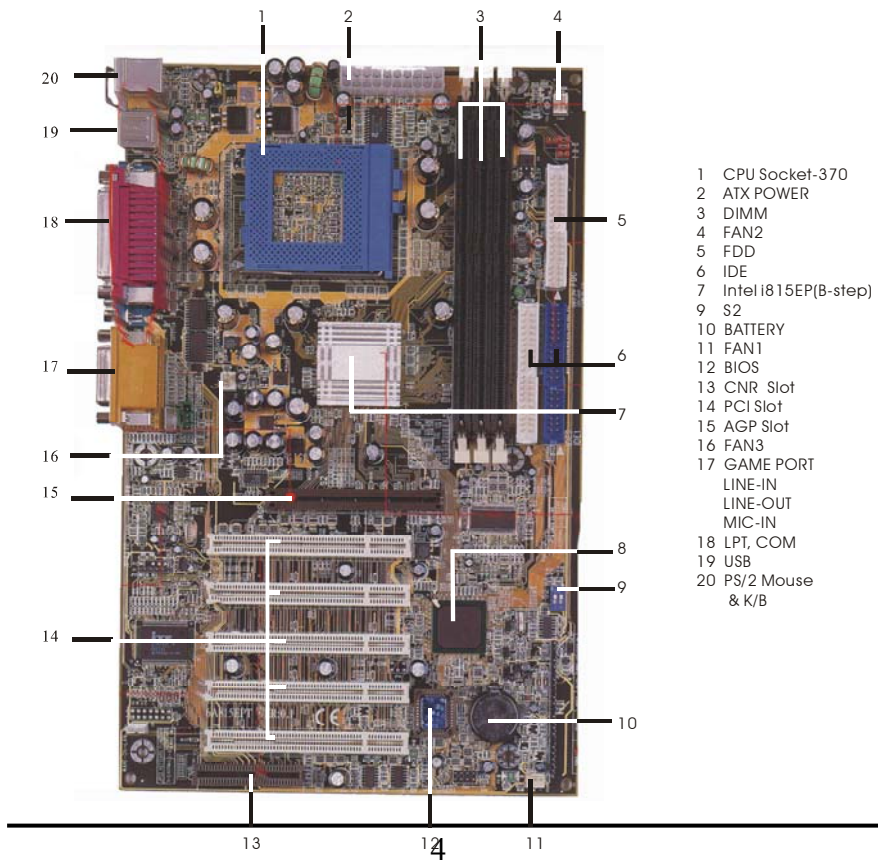 1 2 3 4
20
19
18
17
16
15
14
5
6
7
8
9
10
13 12 11
1 CPU Socket-370
2 ATX POWER
3 DIMM
4 FAN2
5 FDD
6 IDE
7 Intel i815EP(B-step)
9 S2
10 BATTERY
11 FAN1
12 BIOS
13 CNR Slot
14 PCI Slot
15 AGP Slot
16 FAN3
17 GAME PORT
LINE-IN
LINE-OUT
MIC-IN
18 LPT, COM
19 USB
20 PS/2 Mouse
& K/B
CE
4